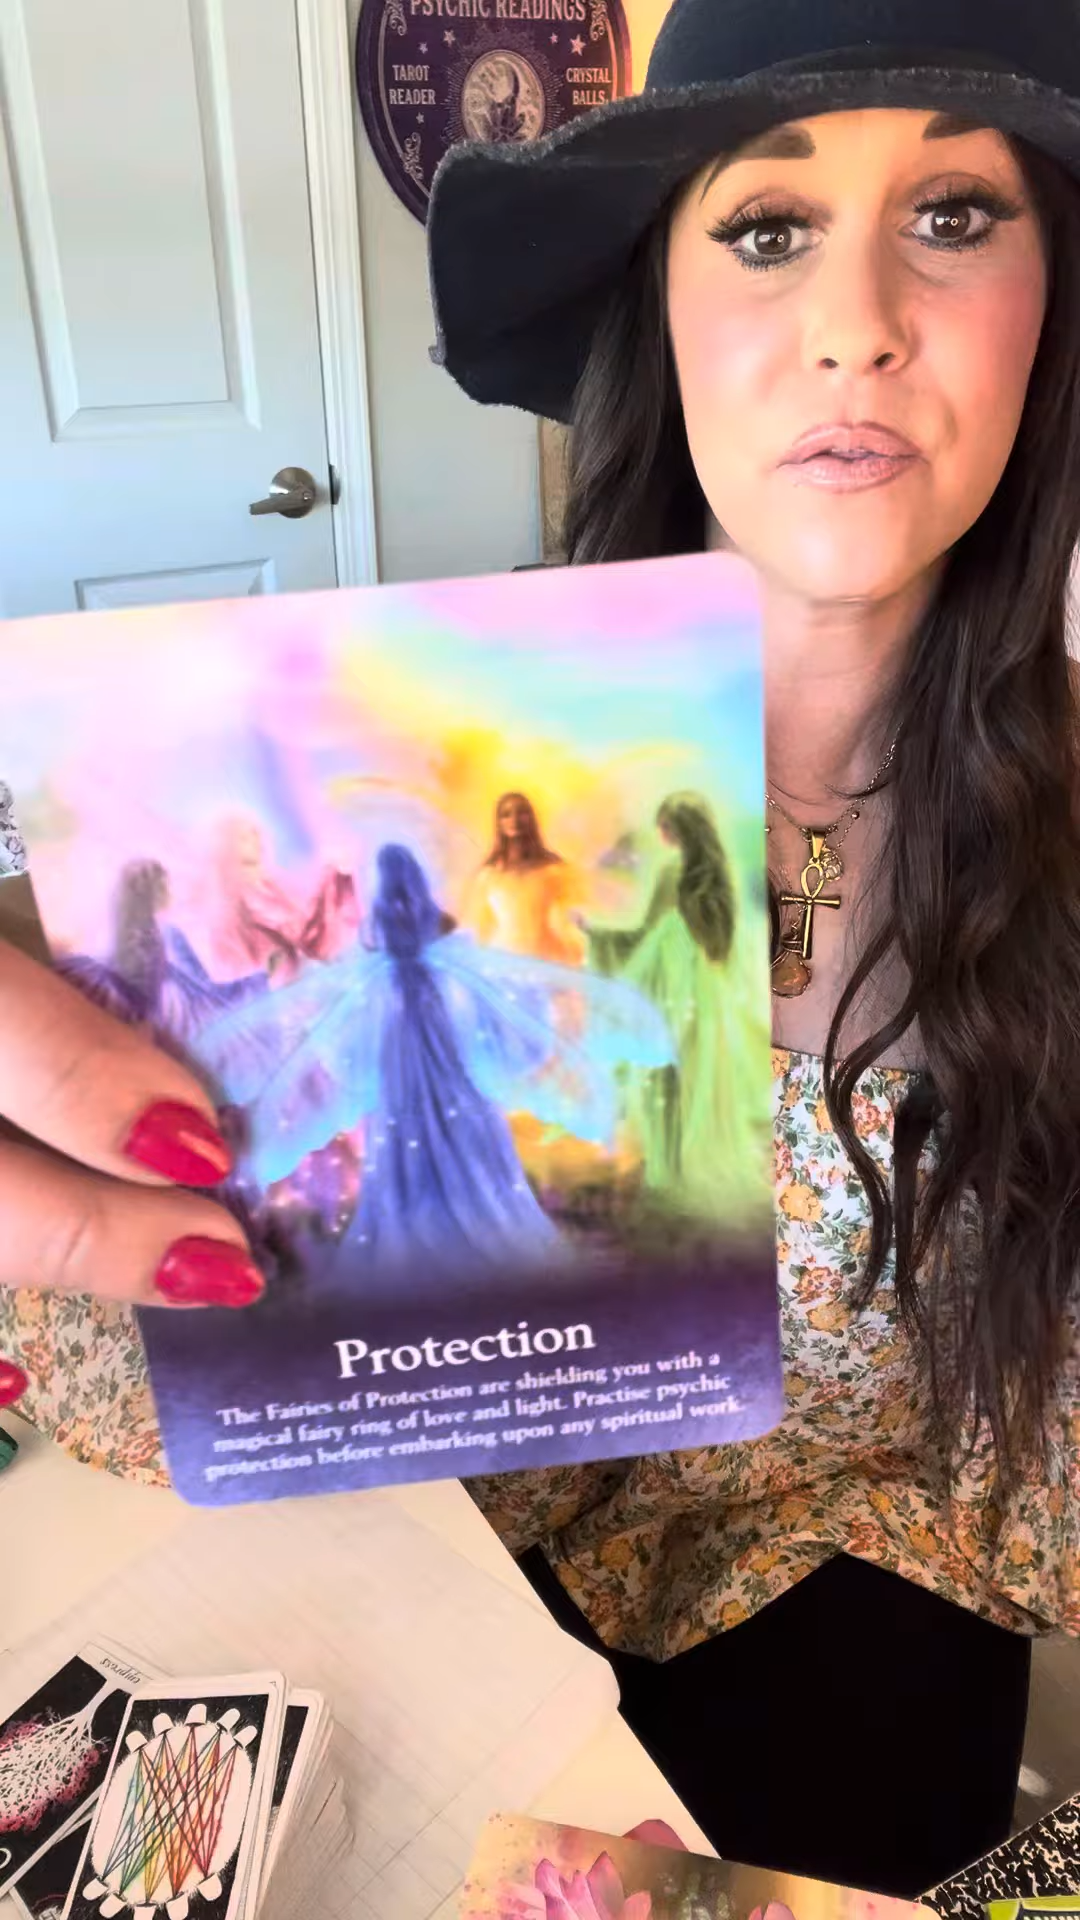 PSYCHIC READINGS
TAROT
READER
CRYSTAL
BALLS
Protection
The Fairies of Protection are shielding you with a
magical fairy ring of love and light. Practise psychic
protection before embarking upon any spiritual work.